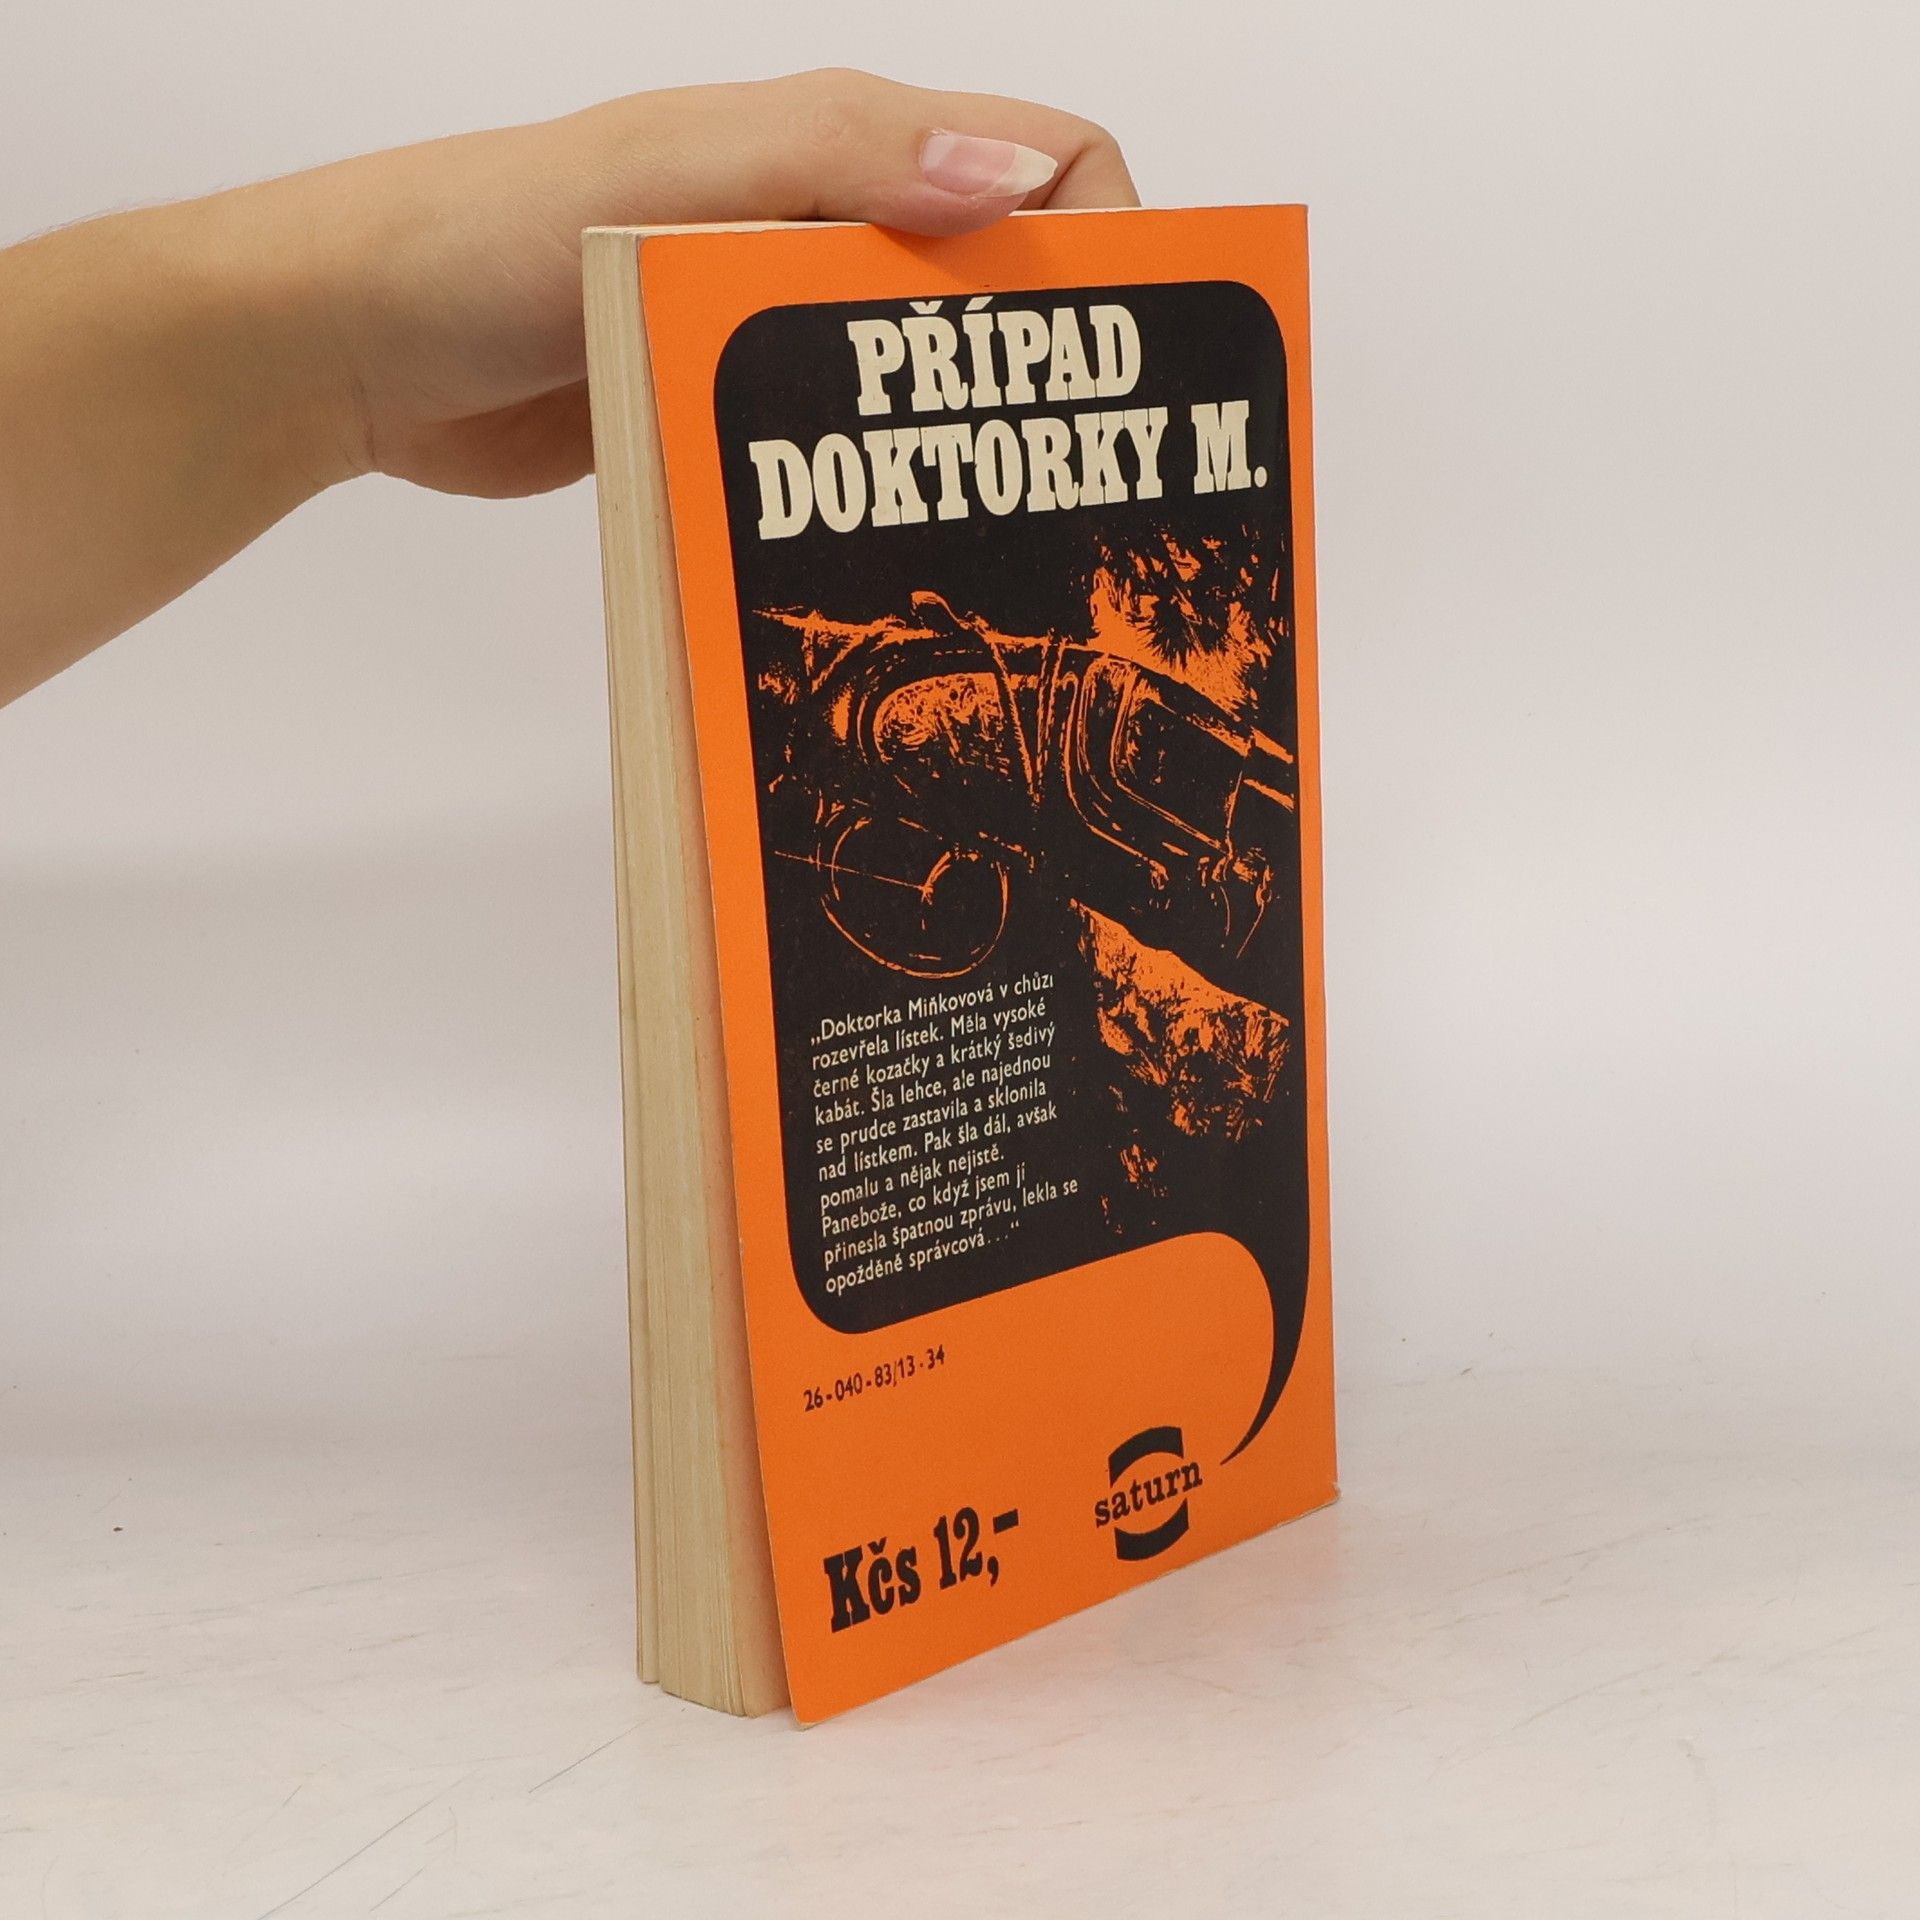 PŘÍPAD
DOKTORKY M.
„Doktorka Miňkovová v chůzi
rozevřela lístek. Měla vysoké
černé kozačky a krátký šedivý
kabát. Šla lehce, ale najednou
se prudce zastavila a sklonila
nad lístkem. Pak šla dál, avšak
pomalu a nějak nejistě.
Panebože, co když jsem jí
přinesla špatnou zprávu, lekla se
opožděně správcová...“
26-040-83/13-34
saturn
Kčs 12,-